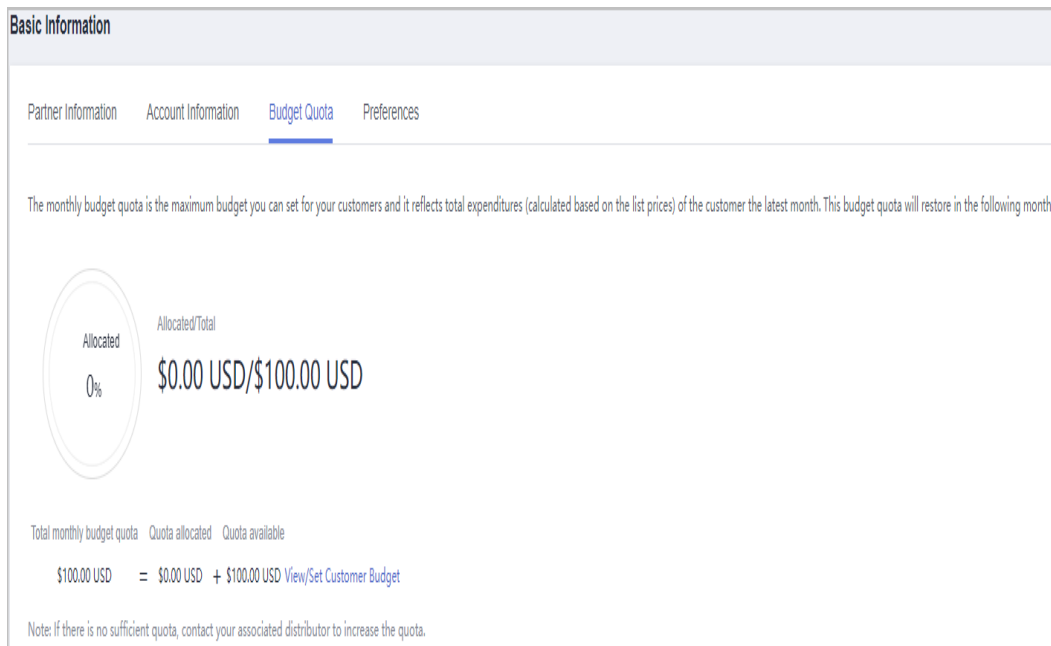 Basic Information
Partner Information Account Information Budget Quota Preferences
The monthly budget quota is the maximum budget you can set for your customers and it reflects total expenditures (calculated based on the list prices) of the customer the latest month. This budget quota will restore in the following month
Allocated/Total
Allocated
0%
$0.00 USD/$100.00 USD
Total monthly budget quota Quota allocated Quota available
$100.00 USD = $0.00 USD + $100.00 USD View/Set Customer Budget
Note: If there is no sufficient quota, contact your associated distributor to increase the quota.